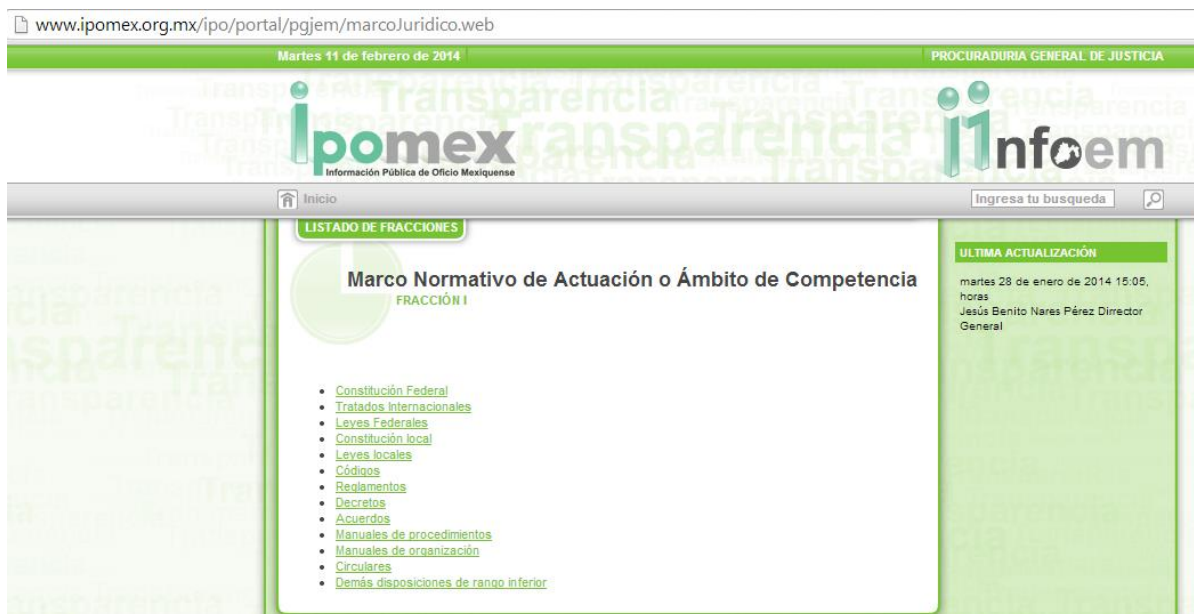 www.ipomex.org.mx/ipo/portal/pgjem/marcoJuridico.web
Martes 11 de febrero de 2014
PROCURADURIA GENERAL DE JUSTICIA
ipomex
Información Pública de Oficio Mexiquense
infoem
Inicio
Ingresa tu busqueda
LISTADO DE FRACCIONES
Marco Normativo de Actuación o Ámbito de Competencia
FRACCIÓN I
Constitución Federal
Tratados Internacionales
Leyes Federales
Constitución local
Leyes locales
Códigos
Reglamentos
Decretos
Acuerdos
Manuales de procedimientos
Manuales de organización
Circulares
Demás disposiciones de rango inferior
ULTIMA ACTUALIZACIÓN
martes 28 de enero de 2014 15:05,
horas
Jesús Benito Nares Pérez Dirrector
General